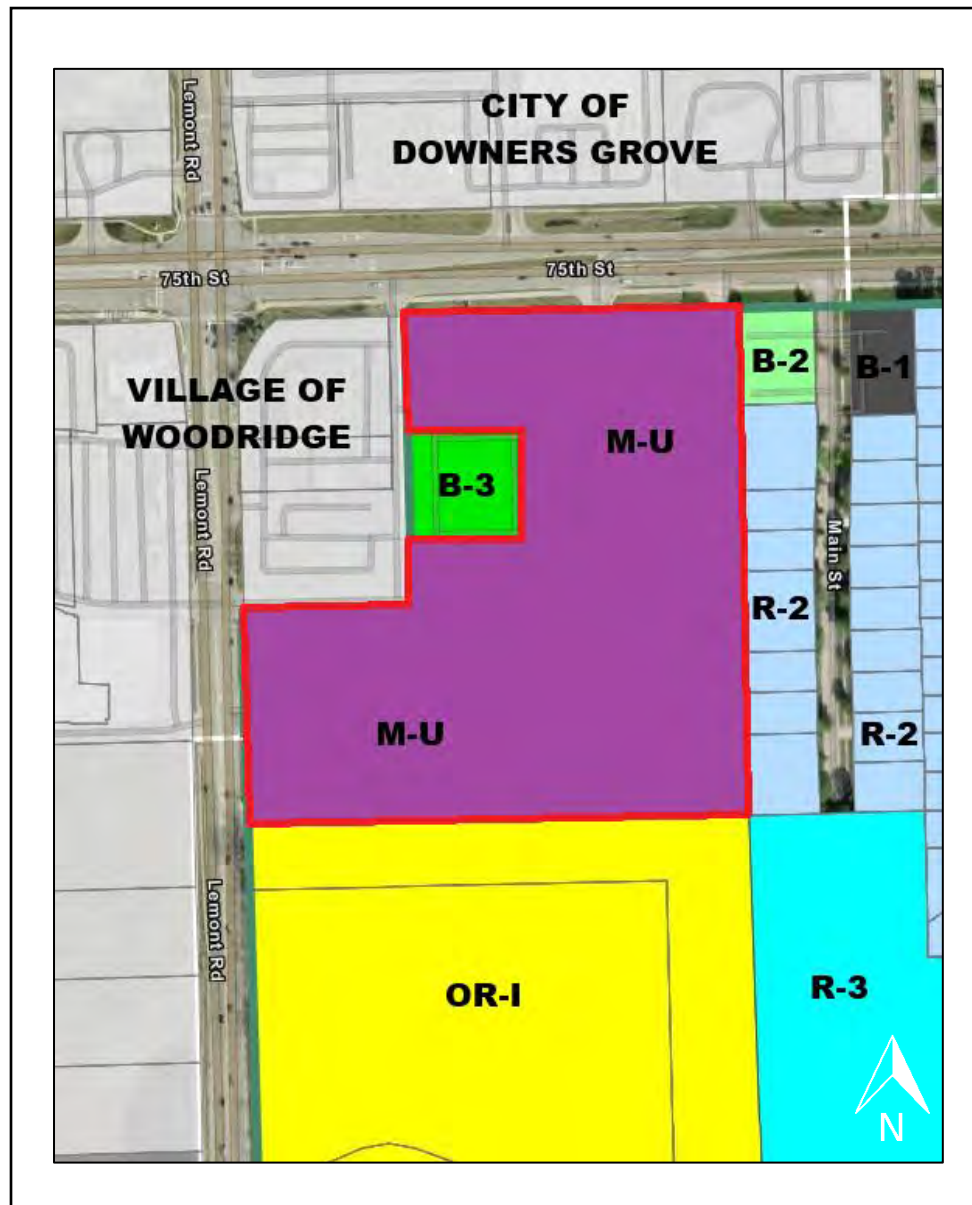 Lemont Rd
CITY OF
DOWNERS GROVE
75th St
75th St
VILLAGE OF
WOODRIDGE
B-2
B-1
M-U
B-3
Lemont Rd
Main St
R-2
M-U
R-2
Lemont Rd
OR-I
R-3
N